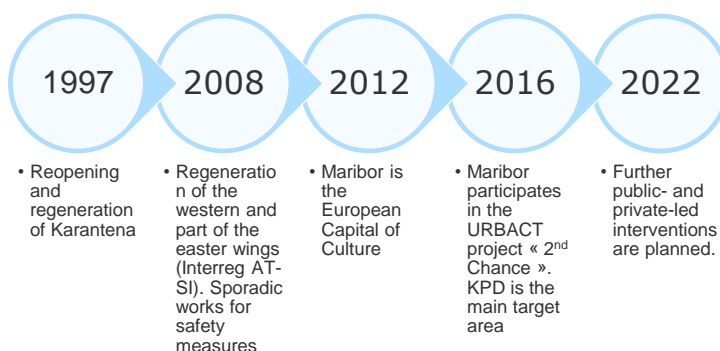 1997
2008
2012
2016
2022
• Reopening
and
regeneration
of Karantena
• Regeneratio
n of the
western and
part of the
easter wings
(Interreg AT-
SI). Sporadic
works for
safety
measures
• Maribor is
the
European
Capital of
Culture
• Maribor
participates
in the
URBACT
project « 2nd
Chance ».
KPD is the
main target
area
• Further
public- and
private-led
interventions
are planned.